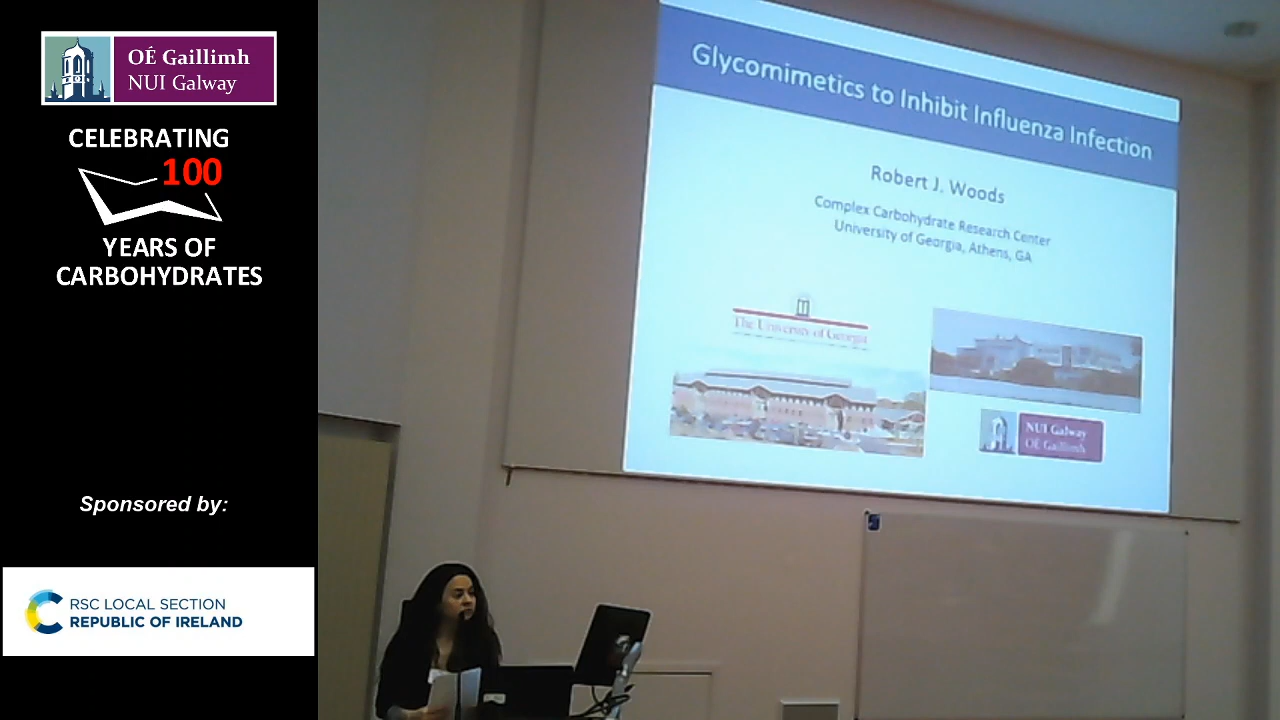 OÉ Gaillimh
NUI Galway
CELEBRATING
100
YEARS OF
CARBOHYDRATES
Sponsored by:
RSC LOCAL SECTION
REPUBLIC OF IRELAND
Glycomimetics to Inhibit Influenza Infection
Robert J. Woods
Complex Carbohydrate Research Center
University of Georgia, Athens, GA
The University of Georgia
NUI Galway
OÉ Gaillimh